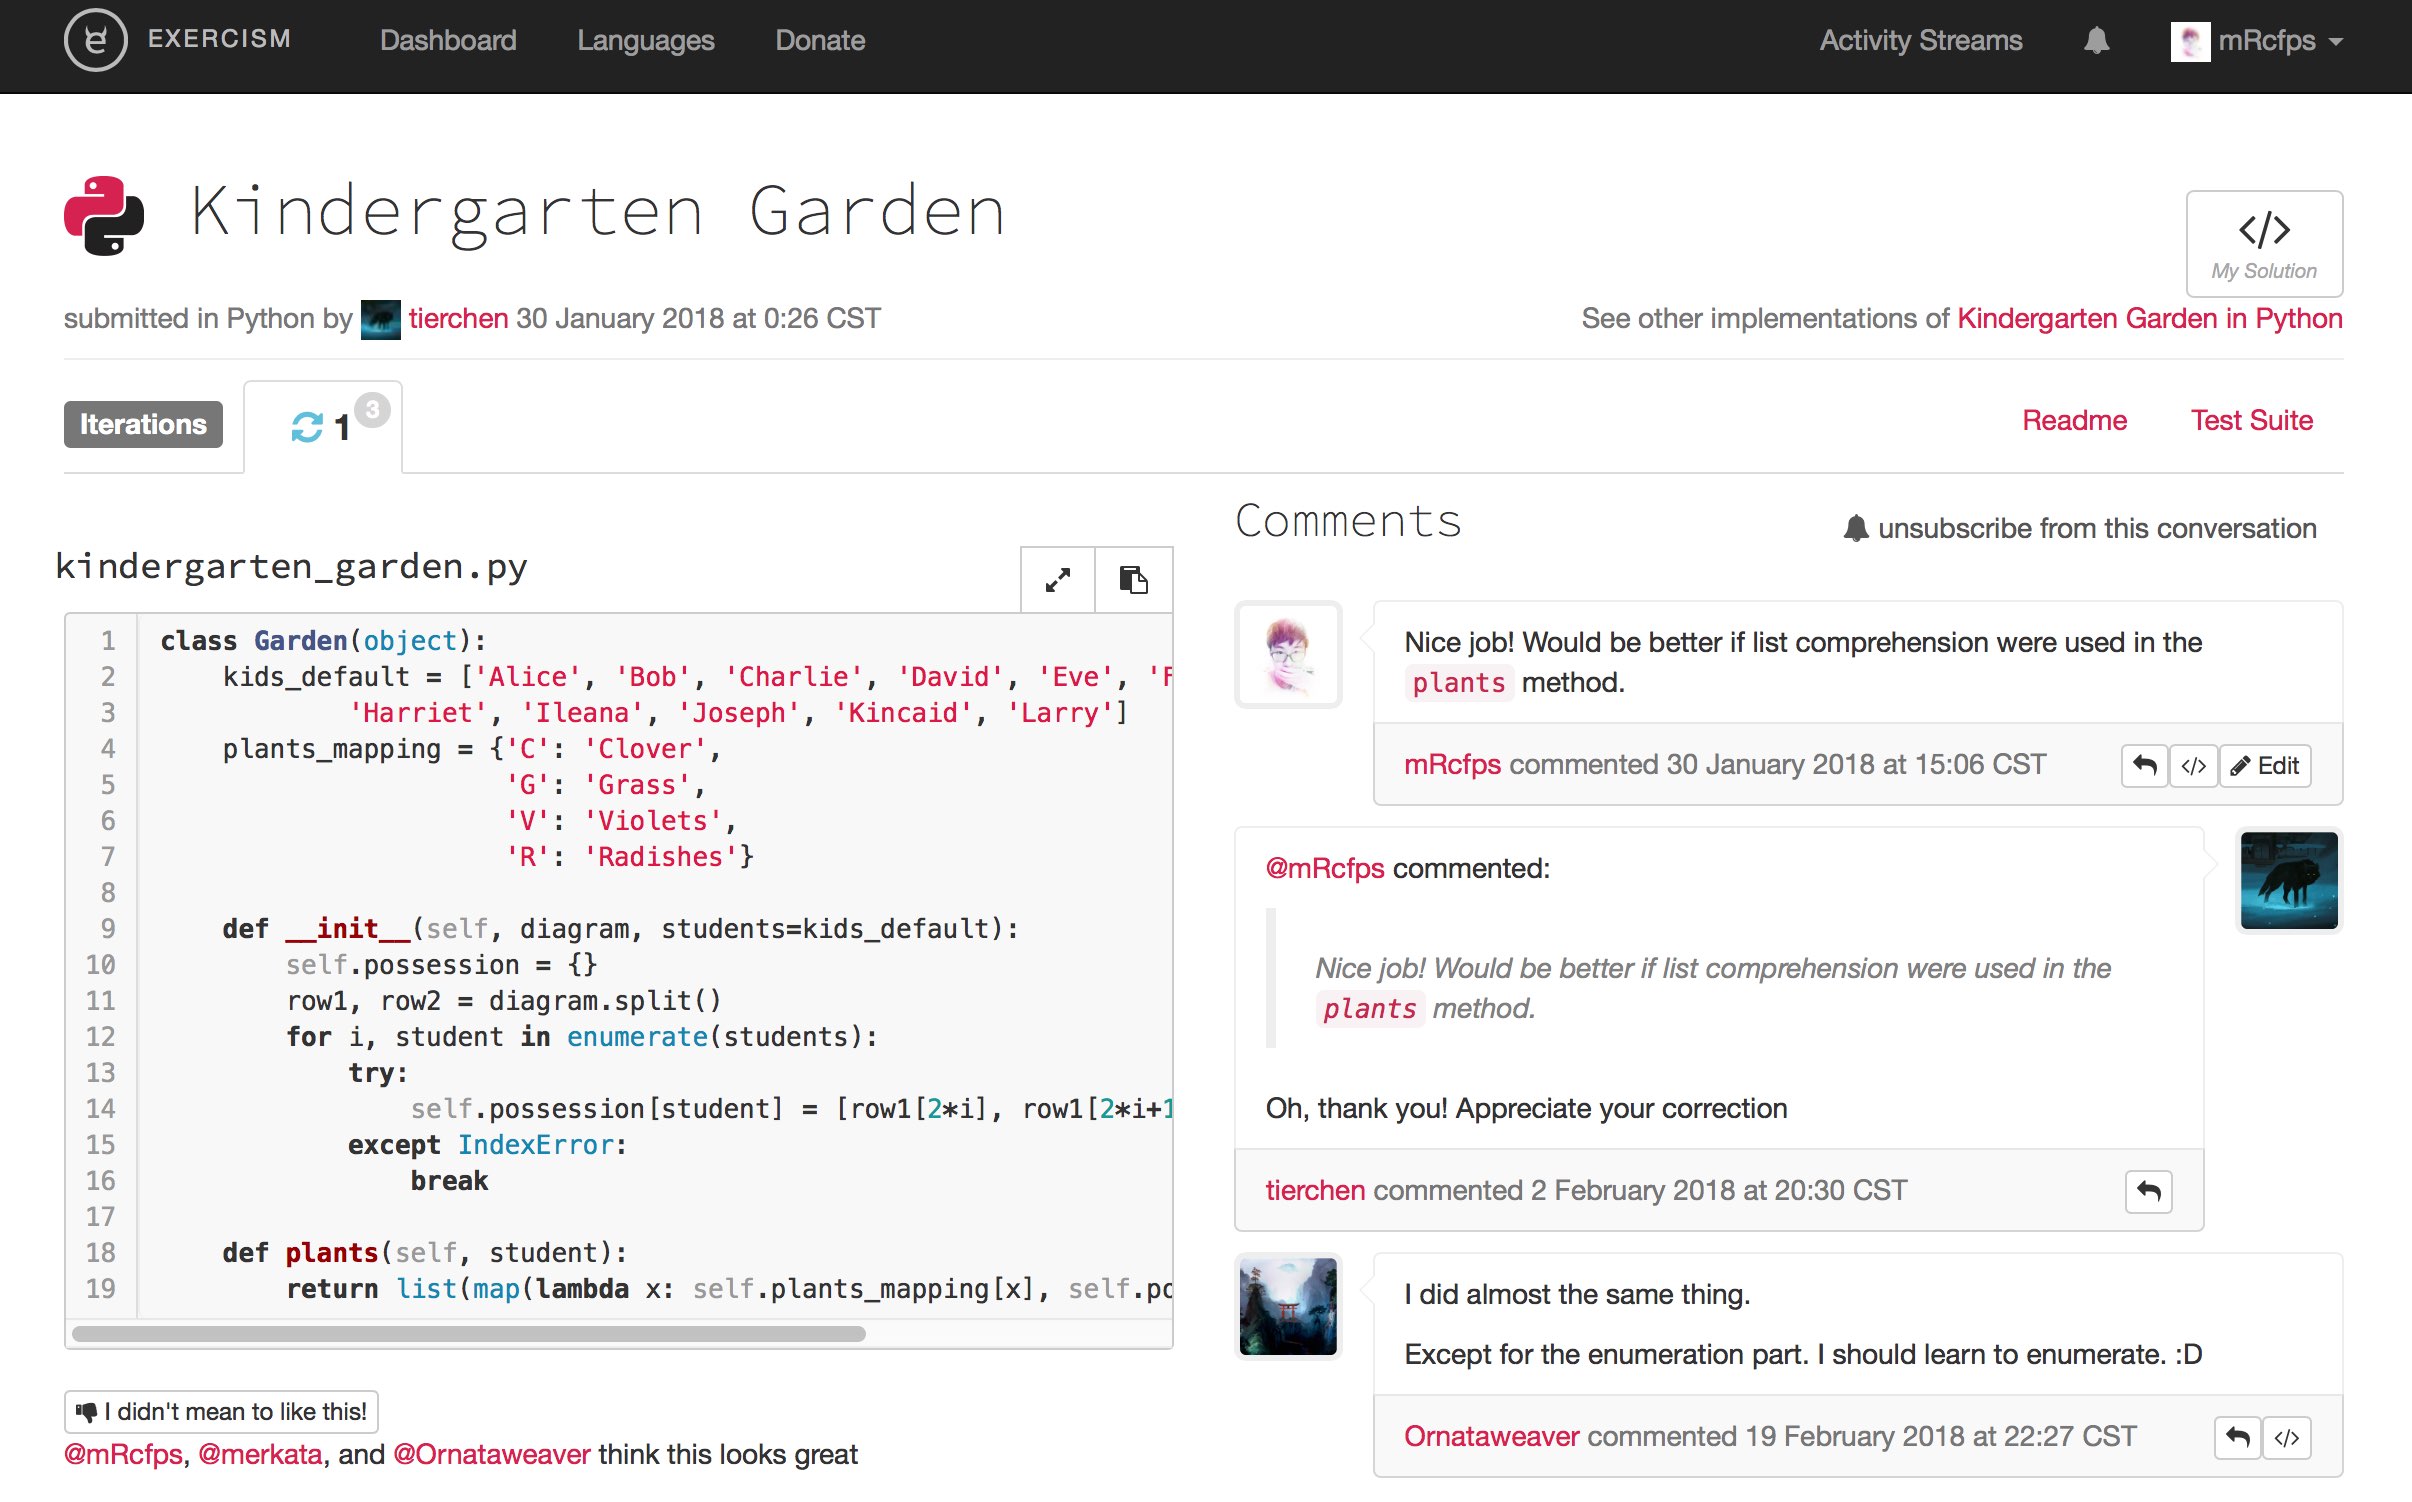 EXERCISM Dashboard Languages Donate Activity Streams mRcfps
Kindergarten Garden
My Solution
submitted in Python by tierchen 30 January 2018 at 0:26 CST
See other implementations of Kindergarten Garden in Python
Iterations 1 3
Readme Test Suite
kindergarten_garden.py
1 class Garden(object):
2     kids_default = ['Alice', 'Bob', 'Charlie', 'David', 'Eve', '
3             'Harriet', 'Ileana', 'Joseph', 'Kincaid', 'Larry']
4     plants_mapping = {'C': 'Clover',
5                       'G': 'Grass',
6                       'V': 'Violets',
7                       'R': 'Radishes'}
8
9     def __init__(self, diagram, students=kids_default):
10         self.possession = {}
11         row1, row2 = diagram.split()
12         for i, student in enumerate(students):
13             try:
14                 self.possession[student] = [row1[2*i], row1[2*i+1
15             except IndexError:
16                 break
17
18     def plants(self, student):
19         return list(map(lambda x: self.plants_mapping[x], self.po
I didn't mean to like this!
@mRcfps, @merkata, and @Ornataweaver think this looks great
Comments
unsubscribe from this conversation
Nice job! Would be better if list comprehension were used in the
plants method.
mRcfps commented 30 January 2018 at 15:06 CST </> Edit
@mRcfps commented:
Nice job! Would be better if list comprehension were used in the
plants method.
Oh, thank you! Appreciate your correction
tierchen commented 2 February 2018 at 20:30 CST
I did almost the same thing.
Except for the enumeration part. I should learn to enumerate. :D
Ornataweaver commented 19 February 2018 at 22:27 CST </>